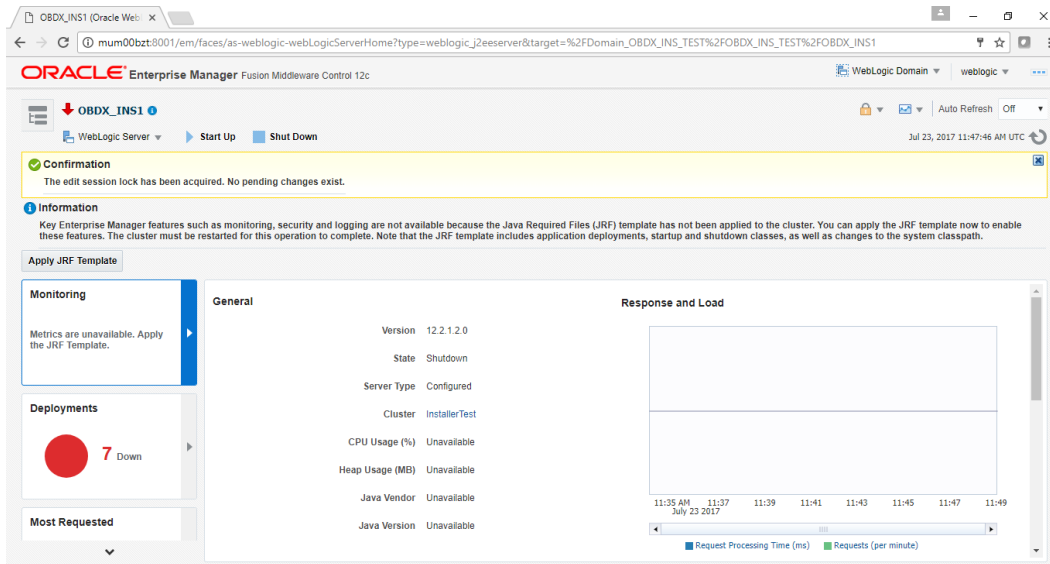 OBDX_INS1 (Oracle Web
mum00bzt:8001/em/faces/as-weblogic-webLogicServerHome?type=weblogic_j2eeserver&target=%2FDomain_OBDX_INS_TEST%2FOBDX_INS_TEST%2FOBDX_INS1
ORACLE Enterprise Manager Fusion Middleware Control 12c
WebLogic Domain weblogic
OBDX_INS1
Auto Refresh Off
WebLogic Server Start Up Shut Down
Jul 23, 2017 11:47:46 AM UTC
Confirmation
The edit session lock has been acquired. No pending changes exist.
Information
Key Enterprise Manager features such as monitoring, security and logging are not available because the Java Required Files (JRF) template has not been applied to the cluster. You can apply the JRF template now to enable
these features. The cluster must be restarted for this operation to complete. Note that the JRF template includes application deployments, startup and shutdown classes, as well as changes to the system classpath.
Apply JRF Template
Monitoring
Metrics are unavailable. Apply
the JRF Template.
Deployments
7 Down
Most Requested
General
Version 12.2.1.2.0
State Shutdown
Server Type Configured
Cluster InstallerTest
CPU Usage (%) Unavailable
Heap Usage (MB) Unavailable
Java Vendor Unavailable
Java Version Unavailable
Response and Load
11:35 AM 11:37 11:39 11:41 11:43 11:45 11:47 11:49
July 23 2017
Request Processing Time (ms) Requests (per minute)